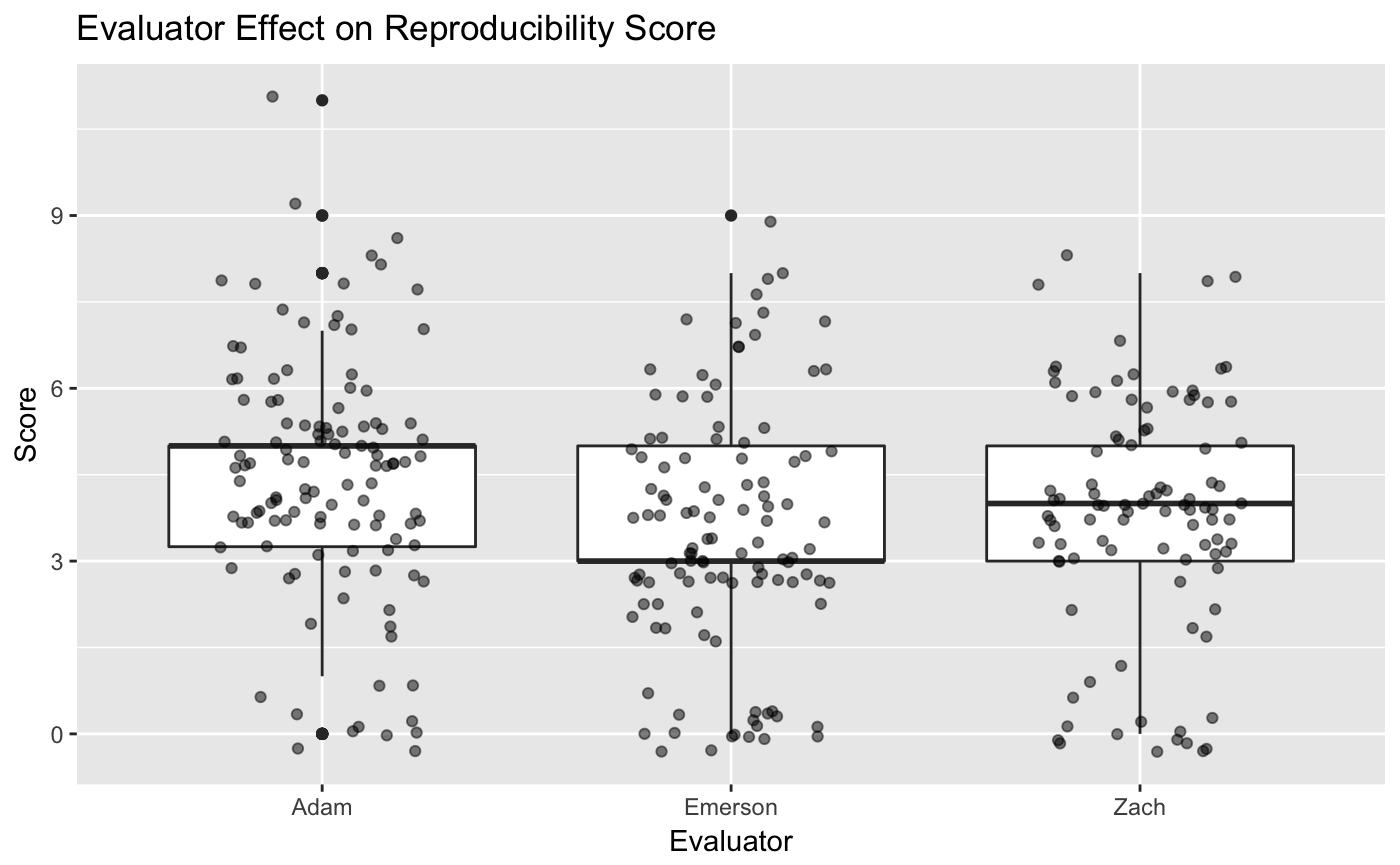 Evaluator Effect on Reproducibility Score
Score
9
6
3
0
Adam
Emerson
Zach
Evaluator